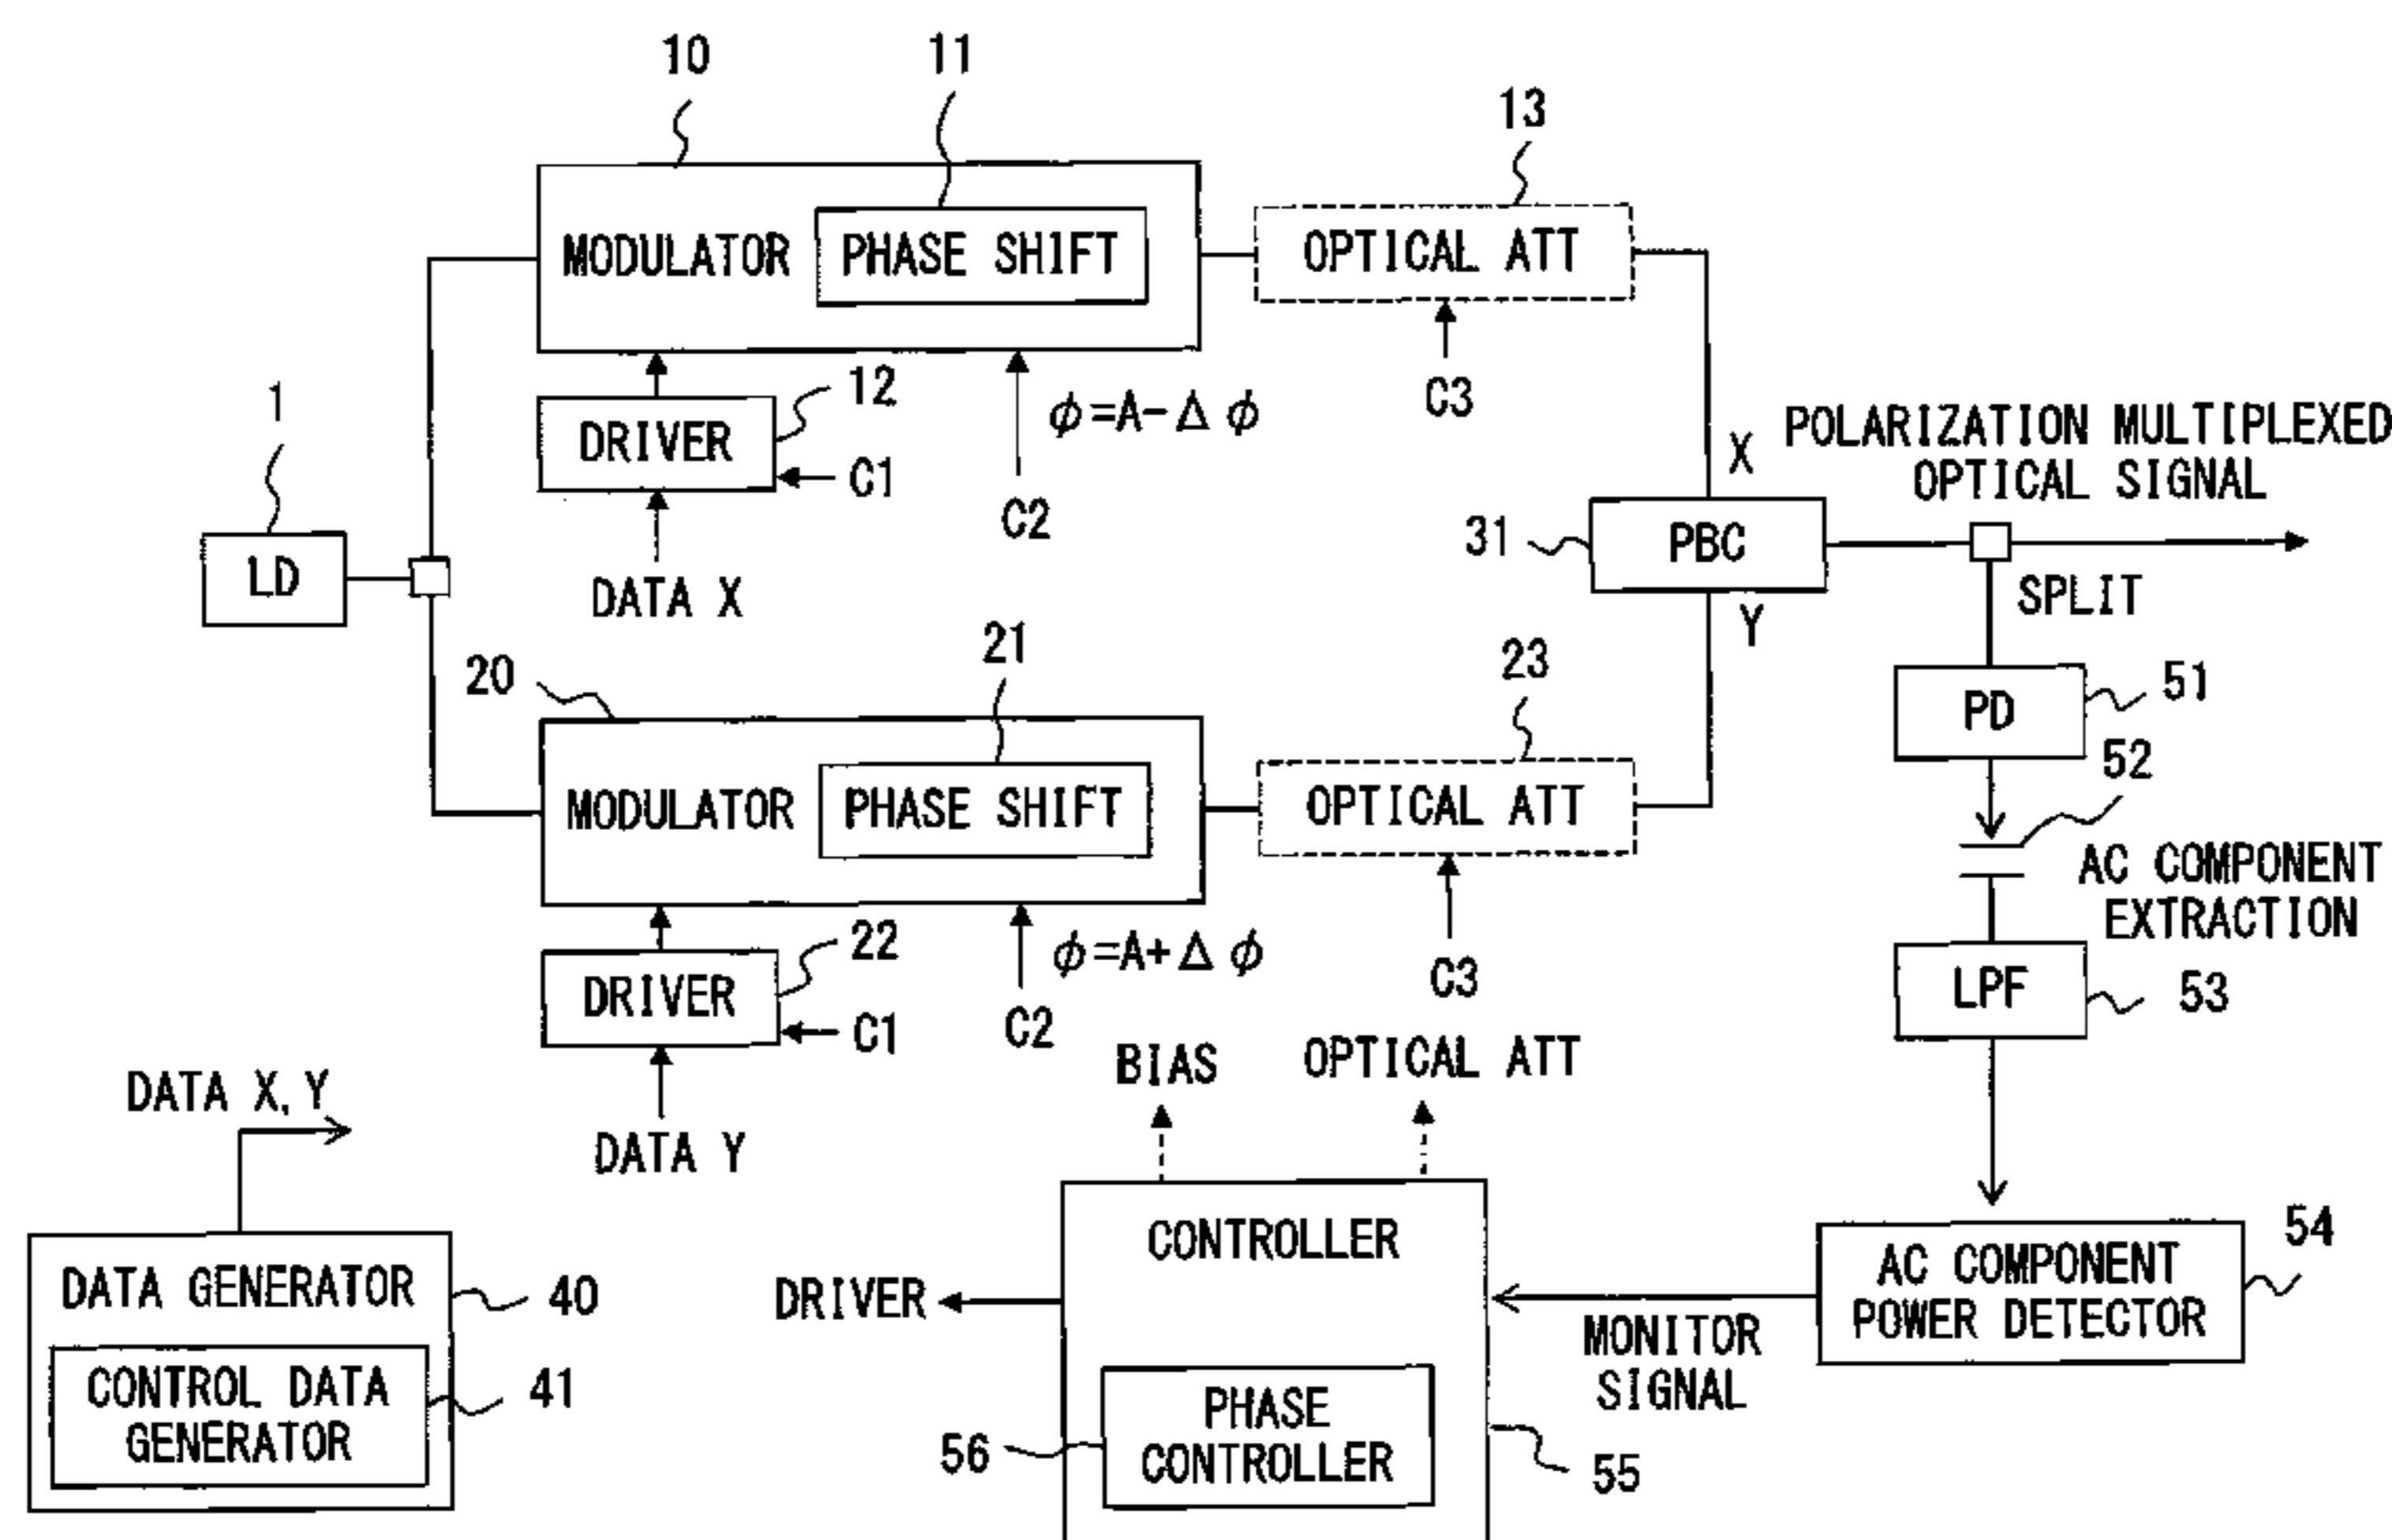 10
11
13
MODULATOR
PHASE SHIFT
OPTICAL ATT
12
φ=A-Δφ
C3
1
DRIVER
C1
C2
X
POLARIZATION MULTIPLEXED
OPTICAL SIGNAL
31
PBC
LD
DATA X
Y
SPLIT
20
21
23
51
PD
52
MODULATOR
PHASE SHIFT
OPTICAL ATT
AC COMPONENT
EXTRACTION
22
φ=A+Δφ
C3
DRIVER
C1
C2
LPF
53
BIAS
OPTICAL ATT
DATA X,Y
DATA Y
CONTROLLER
54
AC COMPONENT
POWER DETECTOR
DATA GENERATOR
40
DRIVER
MONITOR
SIGNAL
CONTROL DATA
GENERATOR
41
PHASE
CONTROLLER
56
55